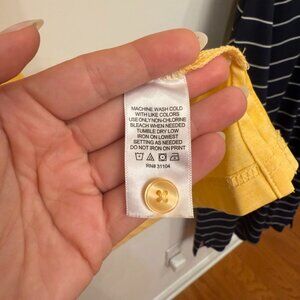 MACHINE WASH COLD
WITH LIKE COLORS
USE ONLY NON-CHLORINE
BLEACH WHEN NEEDED
TUMBLE DRY LOW
IRON ON LOWEST
SETTING AS NEEDED
DO NOT IRON ON PRINT
RN# 31104